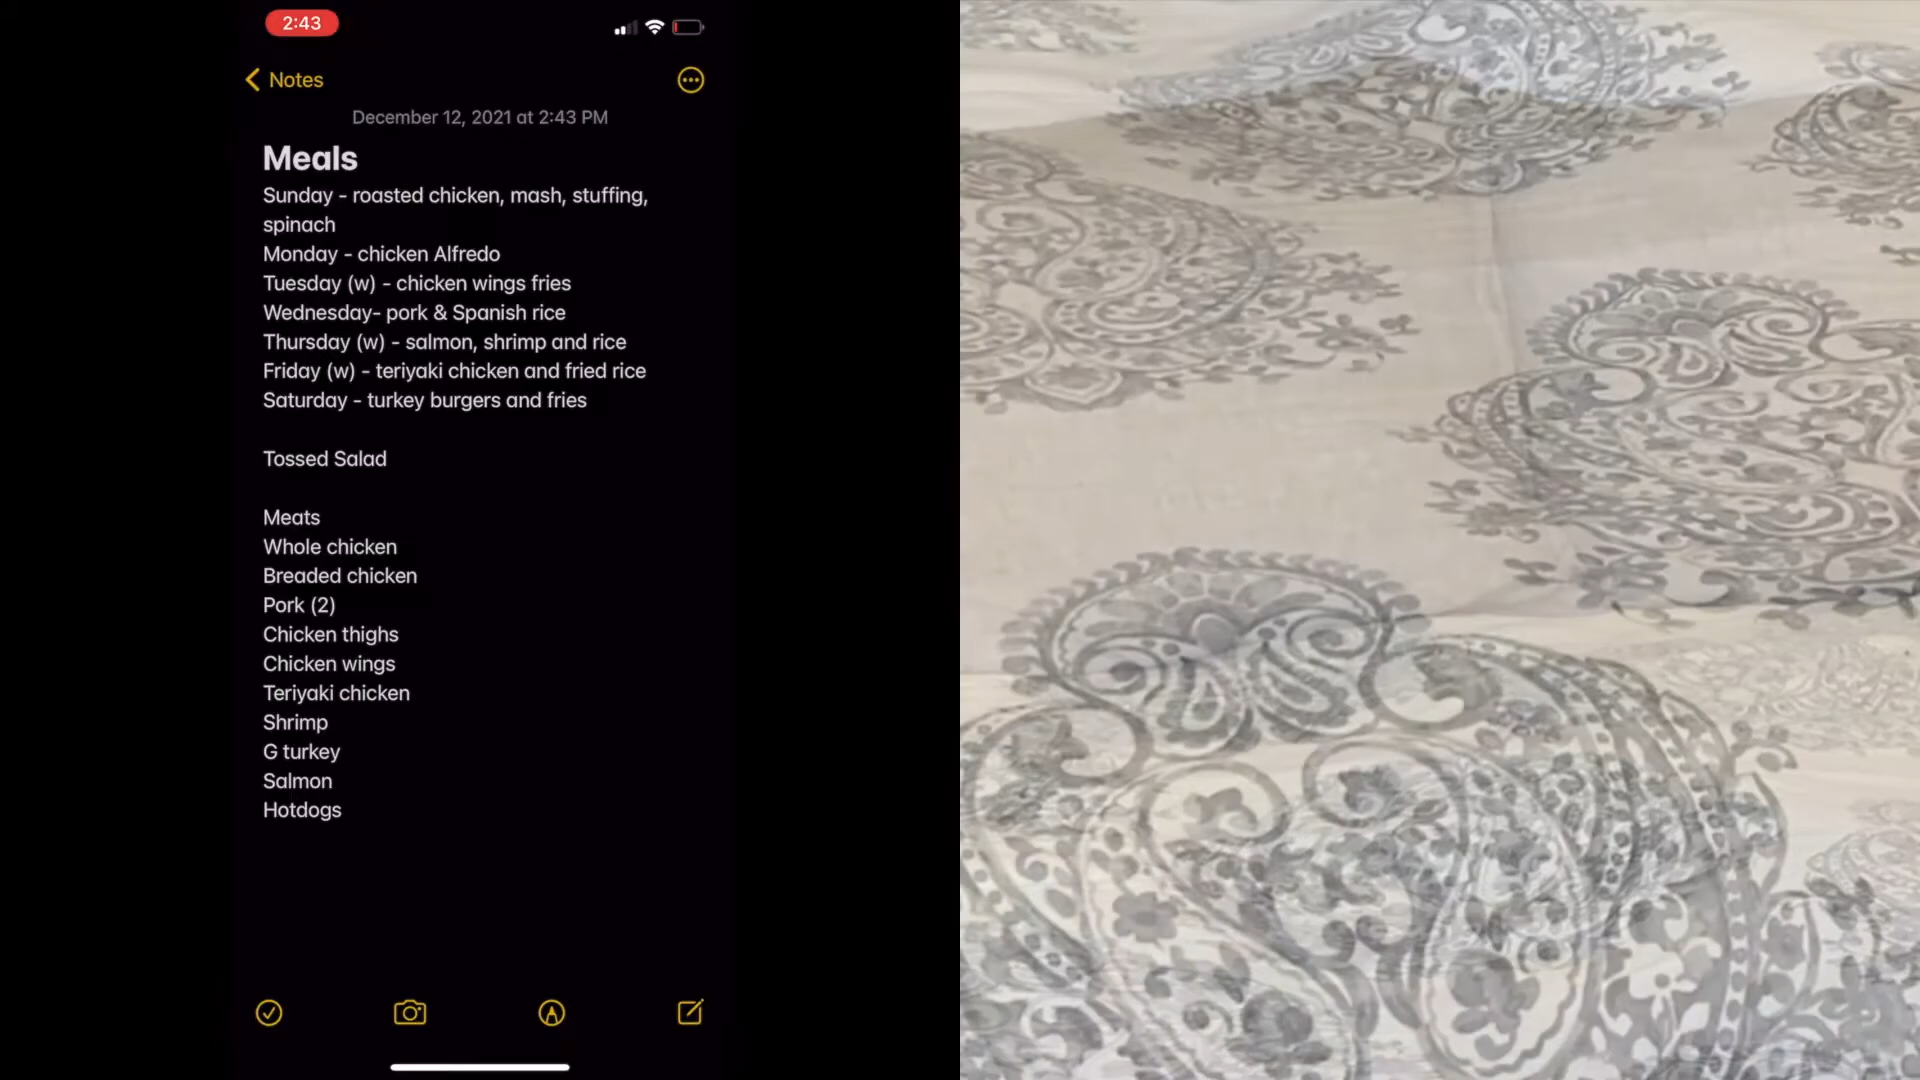 2:43
Notes
December 12, 2021 at 2:43 PM
Meals
Sunday - roasted chicken, mash, stuffing,
spinach
Monday - chicken Alfredo
Tuesday (w) - chicken wings fries
Wednesday- pork & Spanish rice
Thursday (w) - salmon, shrimp and rice
Friday (w) - teriyaki chicken and fried rice
Saturday - turkey burgers and fries
Tossed Salad
Meats
Whole chicken
Breaded chicken
Pork (2)
Chicken thighs
Chicken wings
Teriyaki chicken
Shrimp
G turkey
Salmon
Hotdogs